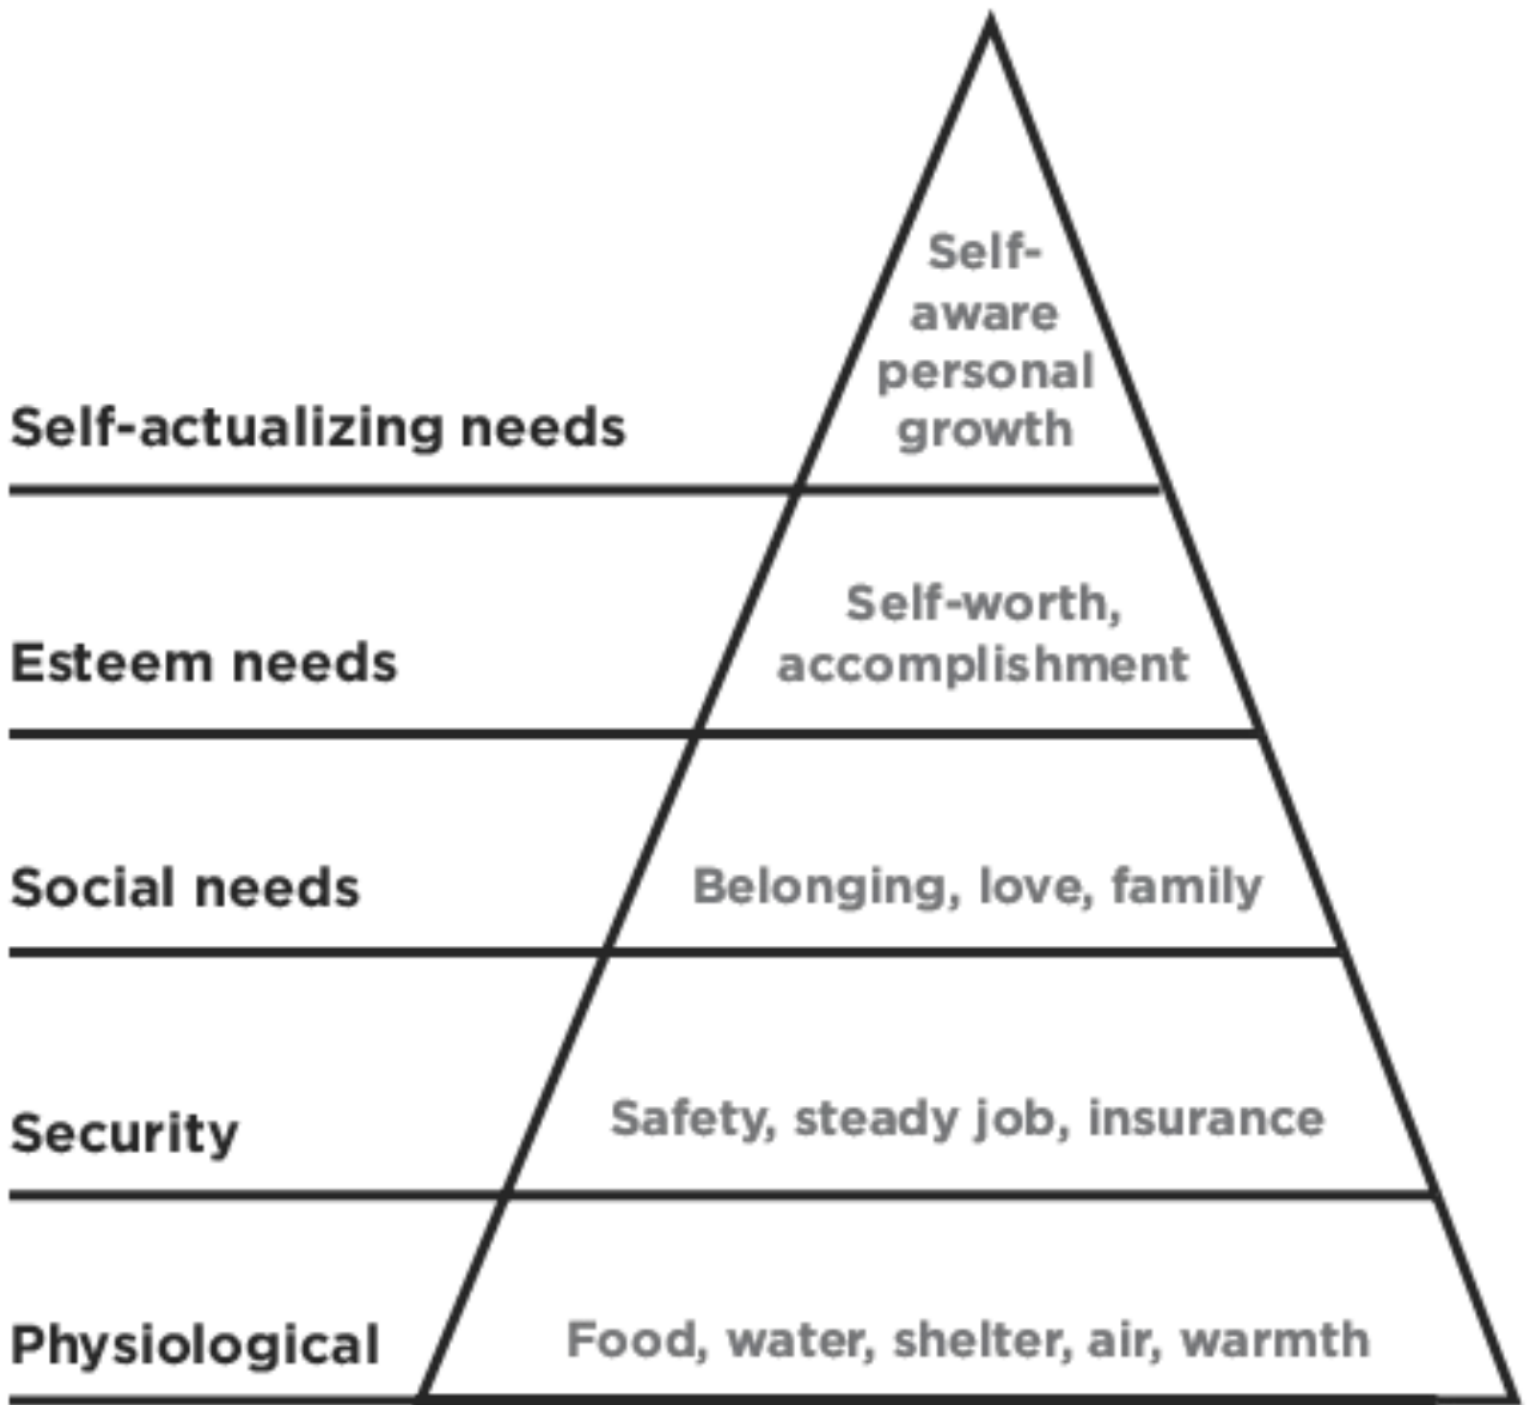 Self-
aware
personal
growth
Self-actualizing needs
Self-worth,
accomplishment
Esteem needs
Belonging, love, family
Social needs
Safety, steady job, insurance
Security
Food, water, shelter, air, warmth
Physiological